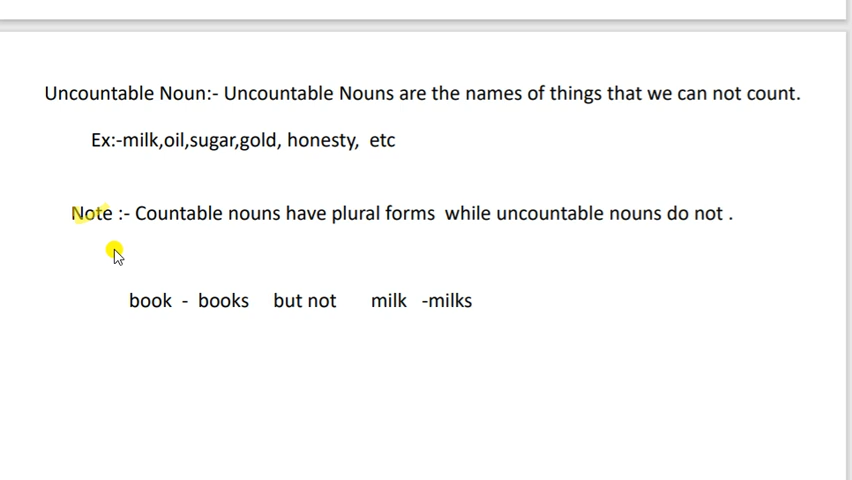 Uncountable Noun:- Uncountable Nouns are the names of things that we can not count.
Ex:-milk,oil,sugar,gold, honesty, etc
Note :- Countable nouns have plural forms while uncountable nouns do not .
book - books but not milk -milks